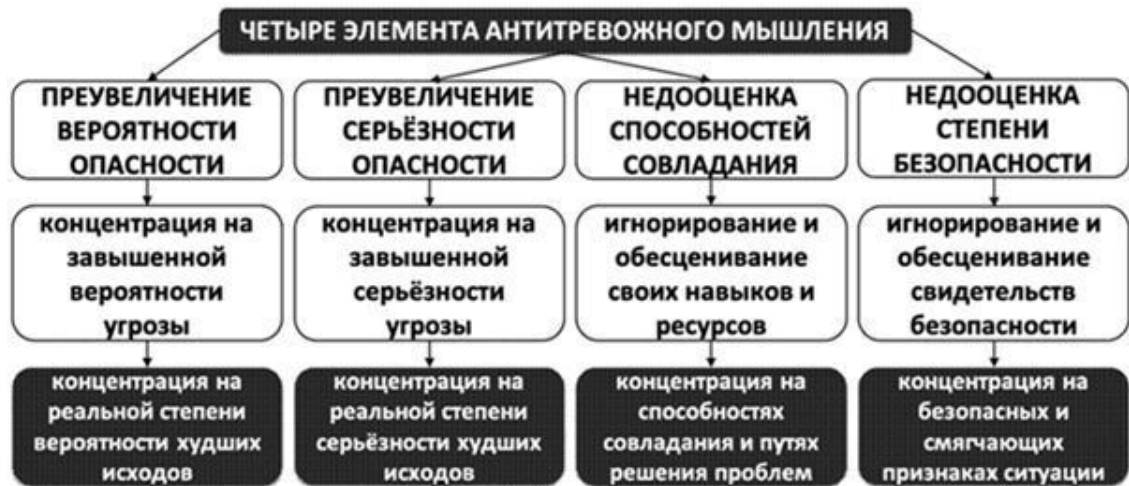 ЧЕТЫРЕ ЭЛЕМЕНТА АНТИТРЕВОЖНОГО МЫШЛЕНИЯ
ПРЕУВЕЛИЧЕНИЕ
ВЕРОЯТНОСТИ
ОПАСНОСТИ
ПРЕУВЕЛИЧЕНИЕ
СЕРЬЁЗНОСТИ
ОПАСНОСТИ
НЕДООЦЕНКА
СПОСОБНОСТЕЙ
СОВЛАДАНИЯ
НЕДООЦЕНКА
СТЕПЕНИ
БЕЗОПАСНОСТИ
концентрация на
завышенной
вероятности
угрозы
концентрация на
завышенной
серьёзности
угрозы
игнорирование и
обесценивание
своих навыков и
ресурсов
игнорирование и
обесценивание
свидетельств
безопасности
концентрация на
реальной степени
вероятности худших
исходов
концентрация на
реальной степени
серьёзности худших
исходов
концентрация на
способностях
совладания и путях
решения проблем
концентрация на
безопасных и
смягчающих
признаках ситуации